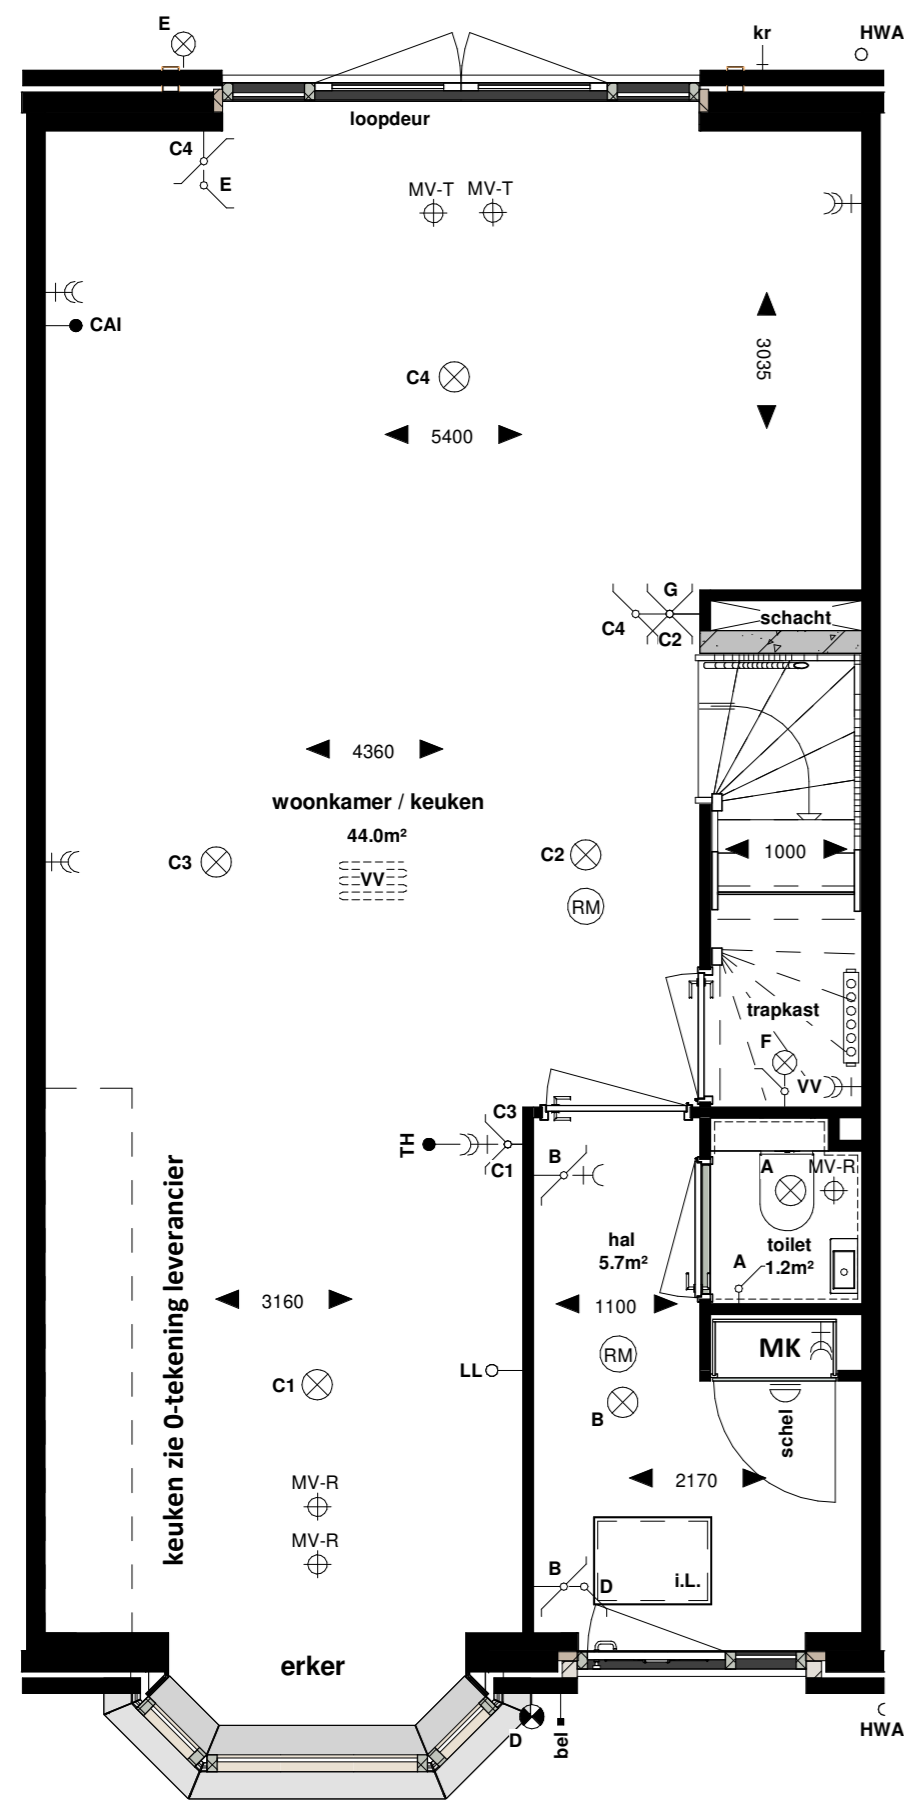 E
kr
HWA
loopdeur
C4
E
MV-T MV-T
CAI
3035
C4
5400
G
C4
C2
schacht
4360
woonkamer / keuken
44.0m²
1000
C3
C2
VV
RM
trapkast
F
VV
C3
TH
C1
B
A
MV-R
hal
5.7m²
toilet
1.2m²
A
keuken zie 0-tekening leverancier
3160
1100
LL
RM
MK
C1
B
schel
2170
MV-R
MV-R
B
D
i.L.
erker
D
bel
HWA